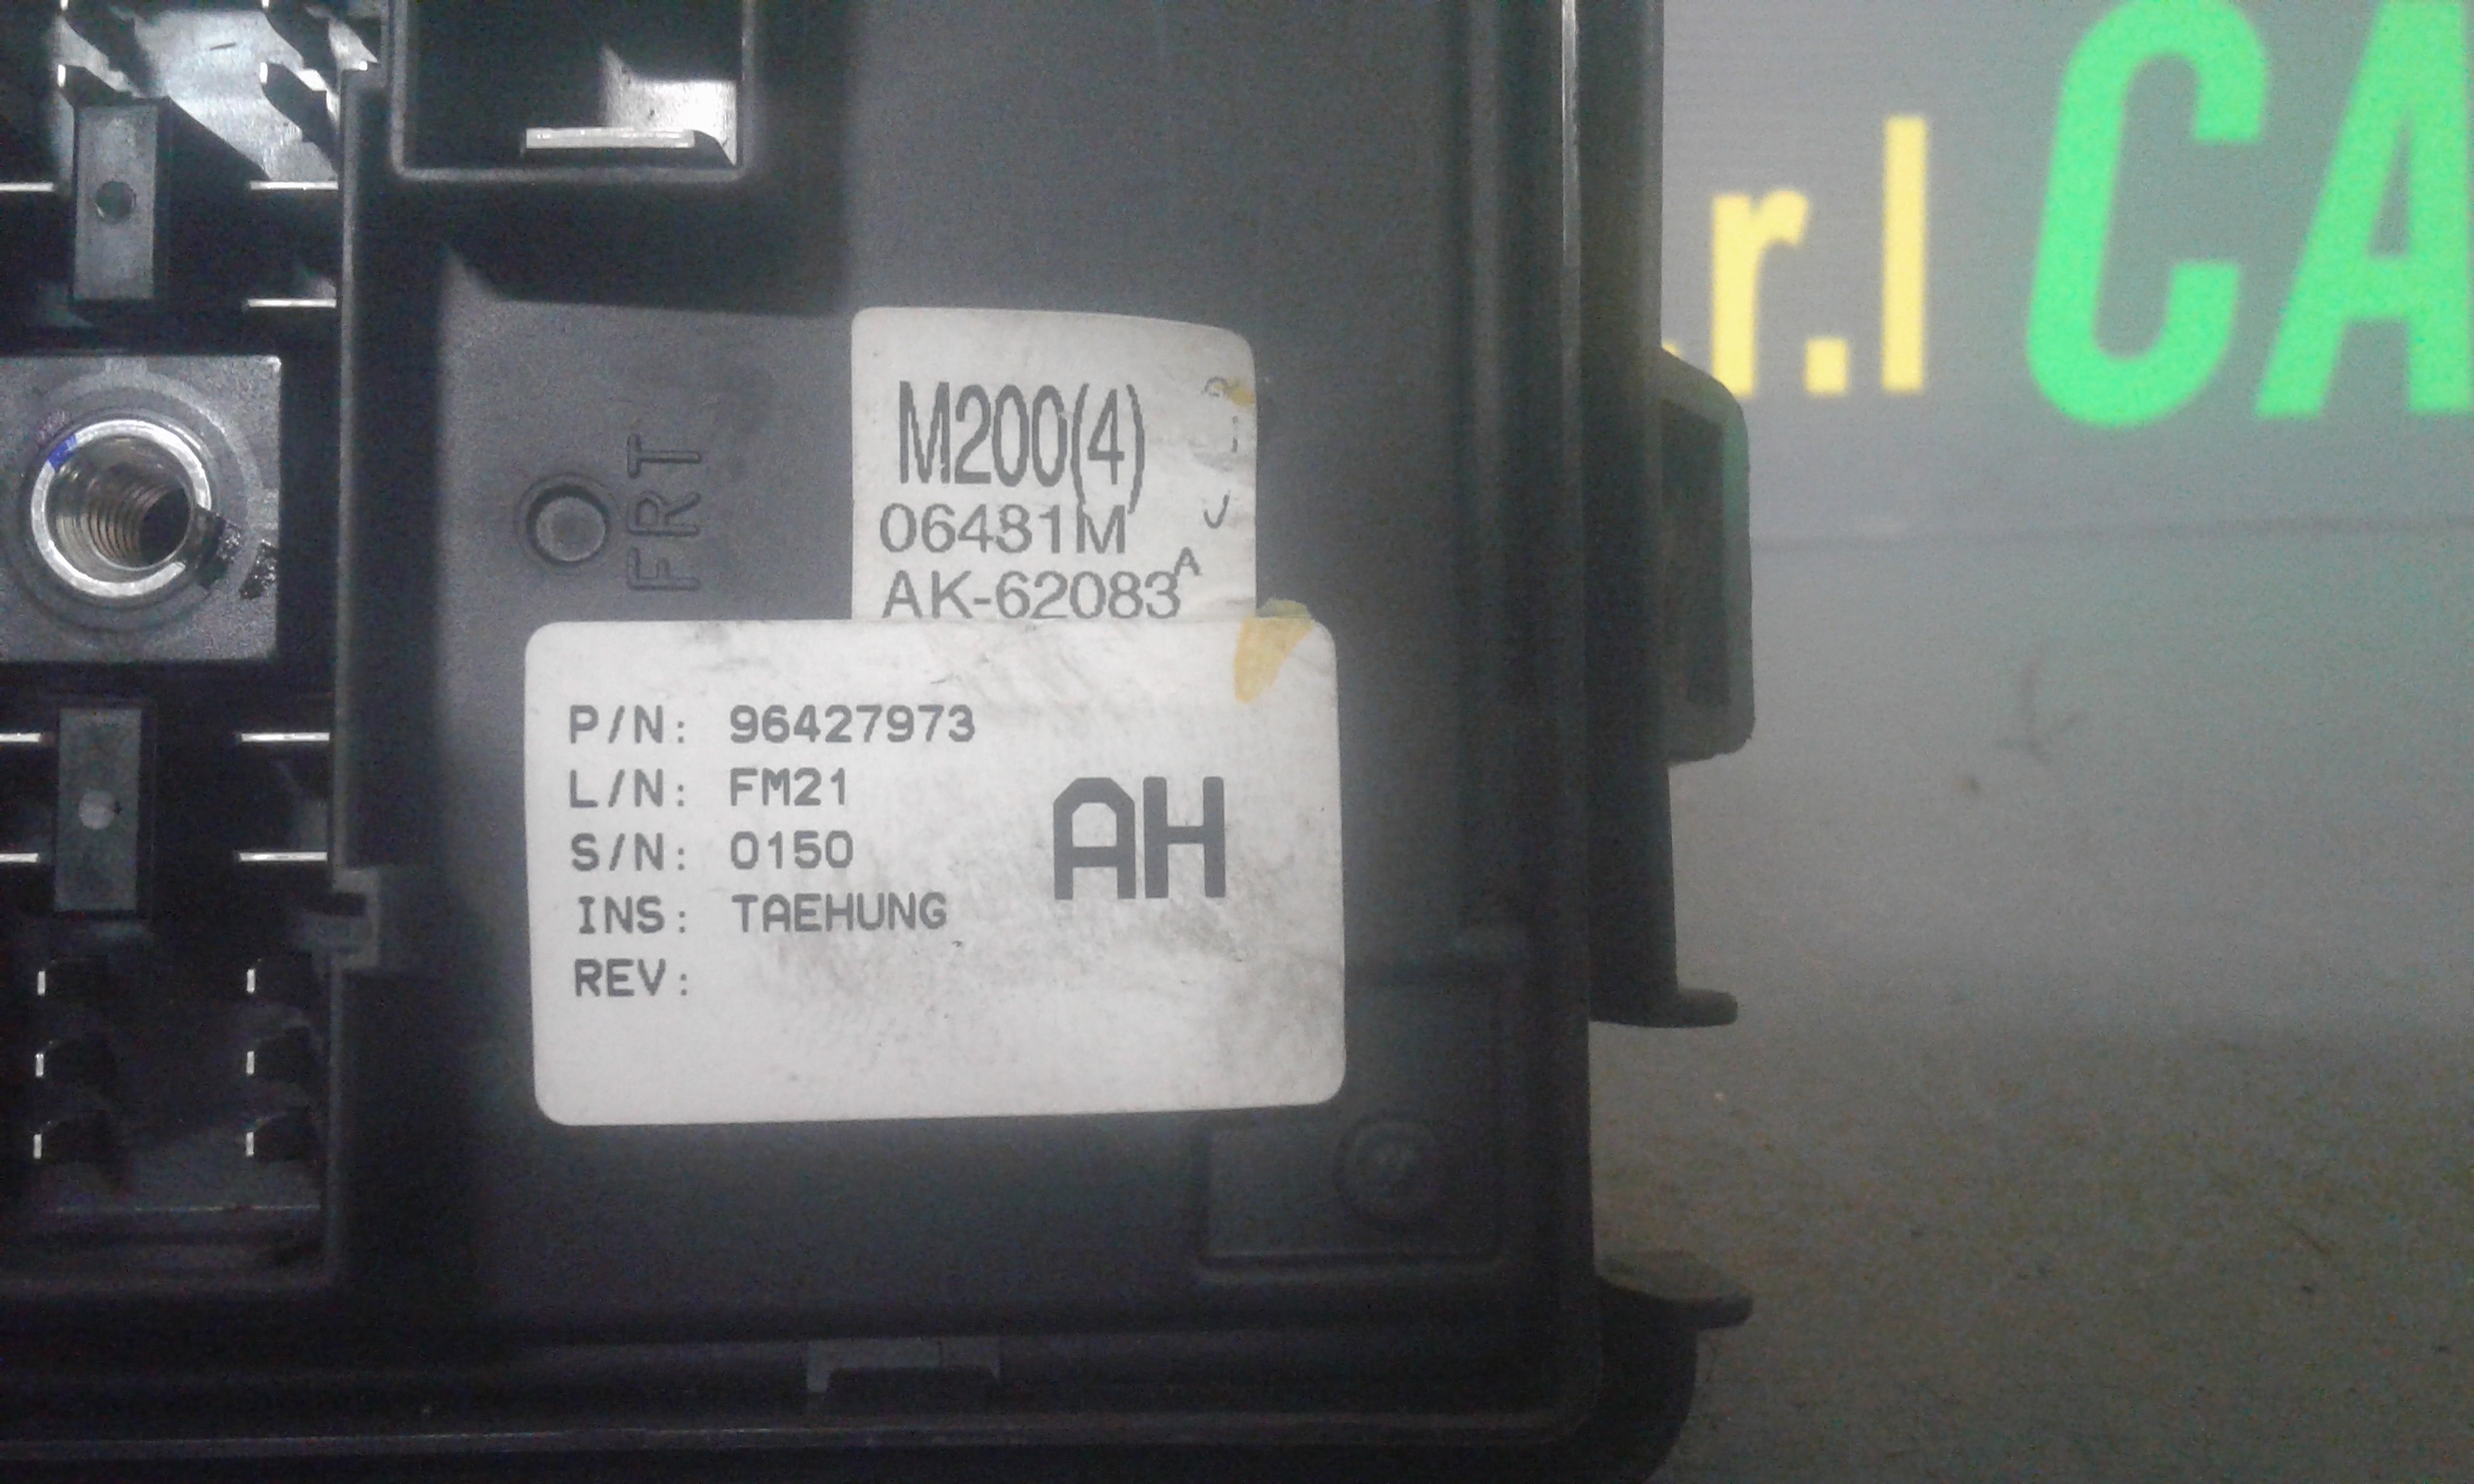 .r.l CA
FRT
M200(4)
06481M
AK-62083
A
P/N: 96427973
L/N: FM21
S/N: 0150
INS: TAEHUNG
REV:
AH